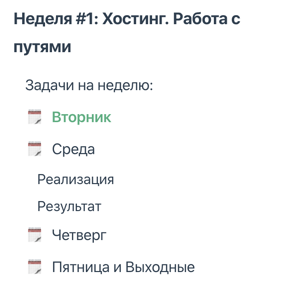 Неделя #1: Хостинг. Работа с
путями
Задачи на неделю:
Вторник
Среда
Реализация
Результат
Четверг
Пятница и Выходные